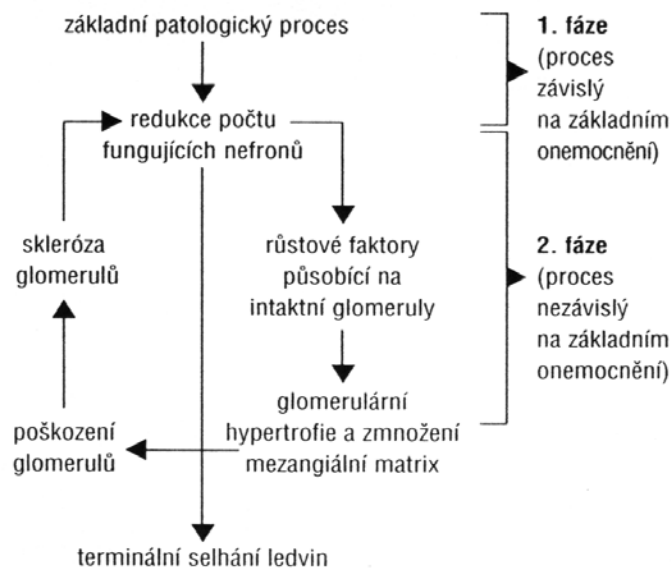 základní patologický proces
redukce počtu
fungujících nefronů
růstové faktory
působící na
intaktní glomeruly
glomerulární
hypertrofie a zmnožení
mezangiální matrix
poškození
glomerulů
skleróza
glomerulů
terminální selhání ledvin
1. fáze
(proces
závislý
na základním
onemocnění)
2. fáze
(proces
nezávislý
na základním
onemocnění)